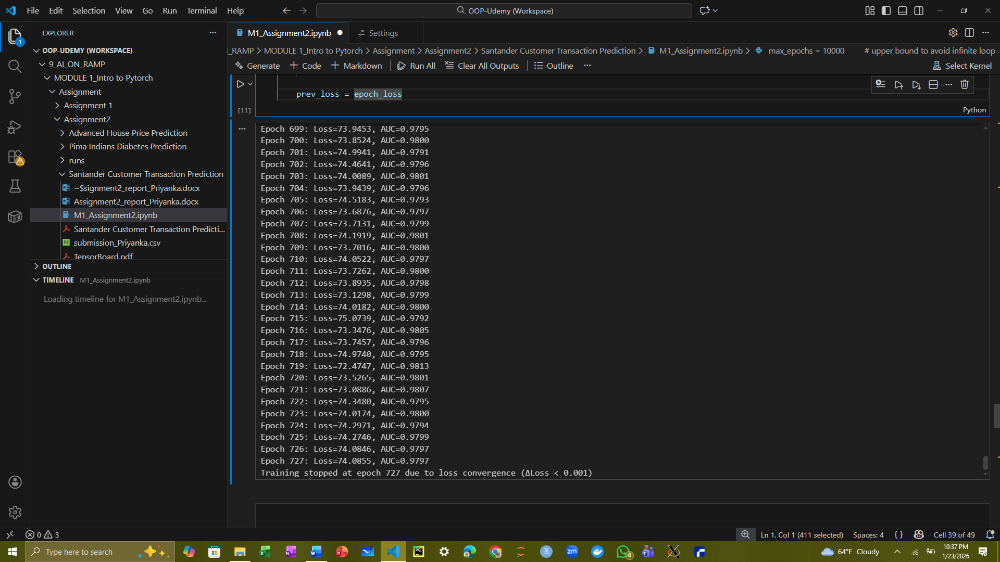 File Edit Selection View Go Run Terminal Help
OOP-Udemy (Workspace)
EXPLORER
1
OOP-UDEMY (WORKSPACE)
9_AI_ON_RAMP
MODULE 1_Intro to Pytorch
Assignment
Assignment 1
Assignment2
Advanced House Price Prediction
Pima Indians Diabetes Prediction
runs
Santander Customer Transaction Prediction
~$signment2_report_Priyanka.docx
Assignment2_report_Priyanka.docx
M1_Assignment2.ipynb
Santander Customer Transaction Predicti...
submission_Priyanka.csv
TensorBoard.pdf
OUTLINE
TIMELINE M1_Assignment2.ipynb
Loading timeline for M1_Assignment2.ipynb...
M1_Assignment2.ipynb Settings
I_RAMP > MODULE 1_Intro to Pytorch > Assignment > Assignment2 > Santander Customer Transaction Prediction > M1_Assignment2.ipynb > max_epochs = 10000 # upper bound to avoid infinite loop
Generate + Code + Markdown Run All Clear All Outputs Outline ... Select Kernel
prev_loss = epoch_loss
[11]
Python
Epoch 699: Loss=73.9453, AUC=0.9795
Epoch 700: Loss=73.8524, AUC=0.9800
Epoch 701: Loss=74.9941, AUC=0.9791
Epoch 702: Loss=74.4641, AUC=0.9796
Epoch 703: Loss=74.0089, AUC=0.9801
Epoch 704: Loss=73.9439, AUC=0.9796
Epoch 705: Loss=74.5183, AUC=0.9793
Epoch 706: Loss=73.6876, AUC=0.9797
Epoch 707: Loss=73.7131, AUC=0.9799
Epoch 708: Loss=74.1919, AUC=0.9801
Epoch 709: Loss=73.7016, AUC=0.9800
Epoch 710: Loss=74.0522, AUC=0.9797
Epoch 711: Loss=73.7262, AUC=0.9800
Epoch 712: Loss=73.8935, AUC=0.9798
Epoch 713: Loss=73.1298, AUC=0.9799
Epoch 714: Loss=74.0182, AUC=0.9800
Epoch 715: Loss=75.0739, AUC=0.9792
Epoch 716: Loss=73.3476, AUC=0.9805
Epoch 717: Loss=73.7457, AUC=0.9796
Epoch 718: Loss=74.9740, AUC=0.9795
Epoch 719: Loss=72.4747, AUC=0.9813
Epoch 720: Loss=73.5265, AUC=0.9801
Epoch 721: Loss=73.0886, AUC=0.9807
Epoch 722: Loss=74.3480, AUC=0.9795
Epoch 723: Loss=74.0174, AUC=0.9800
Epoch 724: Loss=74.2971, AUC=0.9794
Epoch 725: Loss=74.2746, AUC=0.9799
Epoch 726: Loss=74.0846, AUC=0.9797
Epoch 727: Loss=74.0855, AUC=0.9797
Training stopped at epoch 727 due to loss convergence (ΔLoss < 0.001)
0 3 Ln 1, Col 1 (411 selected) Spaces: 4 {} Cell 39 of 49
Type here to search
PC R zm 4
64°F Cloudy
10:37 PM
1/23/2026